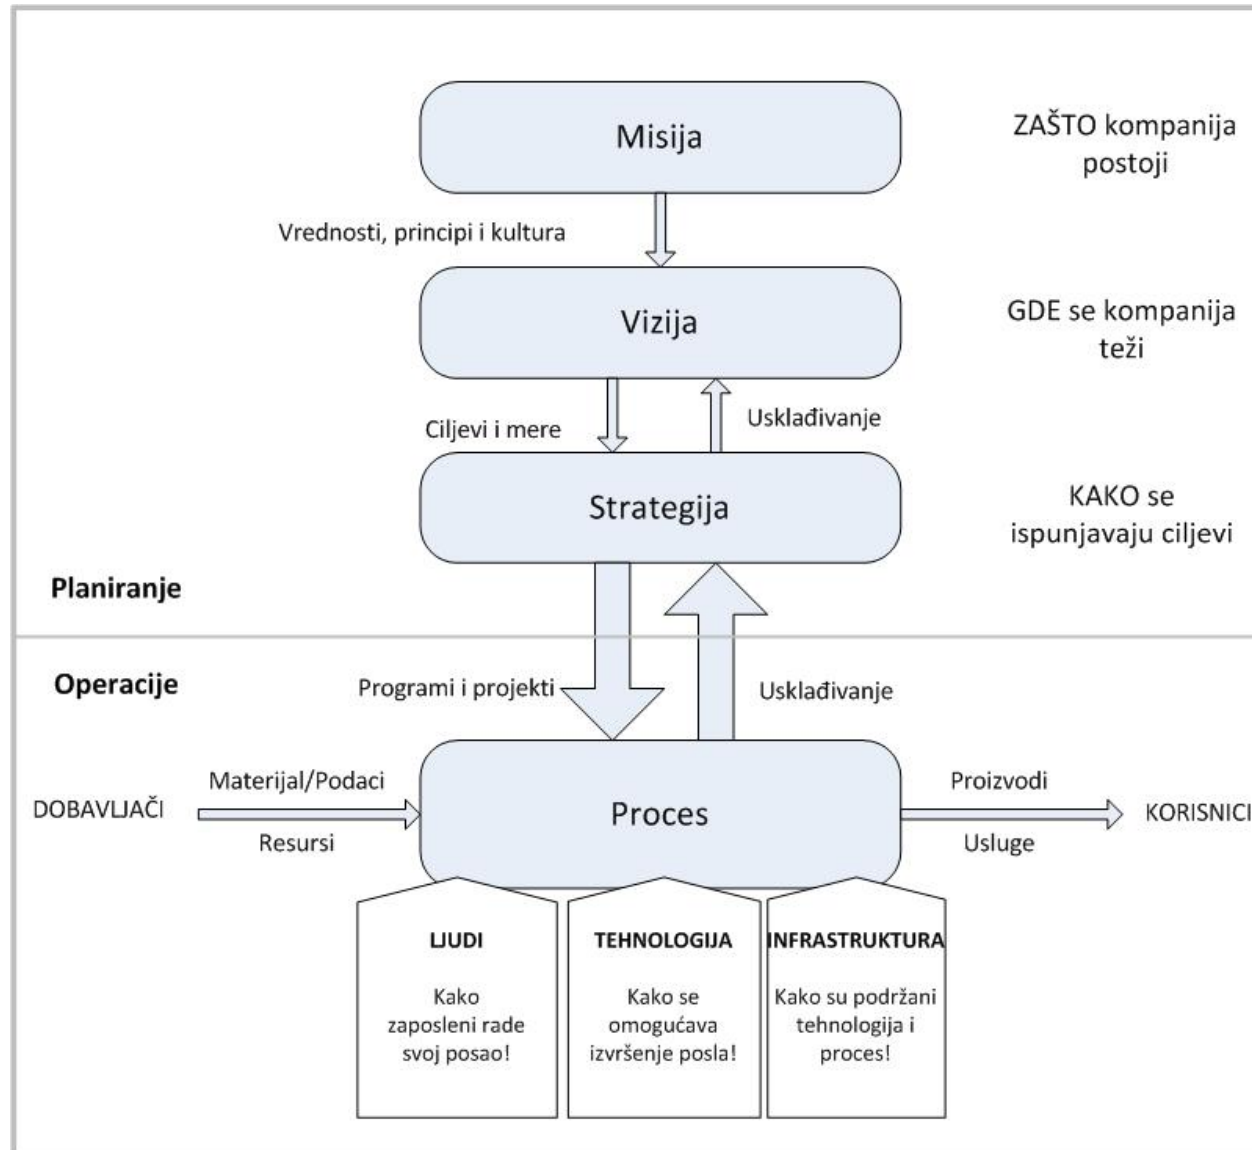 Misija
ZAŠTO kompanija
postoji
Vrednosti, principi i kultura
Vizija
GDE se kompanija
teži
Ciljevi i mere
Usklađivanje
Strategija
KAKO se
ispunjavaju ciljevi
Planiranje
Operacije
Programi i projekti
Usklađivanje
DOBAVLJAČI
Materijal/Podaci
Resursi
Proces
Proizvodi
Usluge
KORISNICI
LJUDI
Kako
zaposleni rade
svoj posao!
TEHNOLOGIJA
Kako se
omogućava
izvršenje posla!
INFRASTRUKTURA
Kako su podržani
tehnologija i
proces!